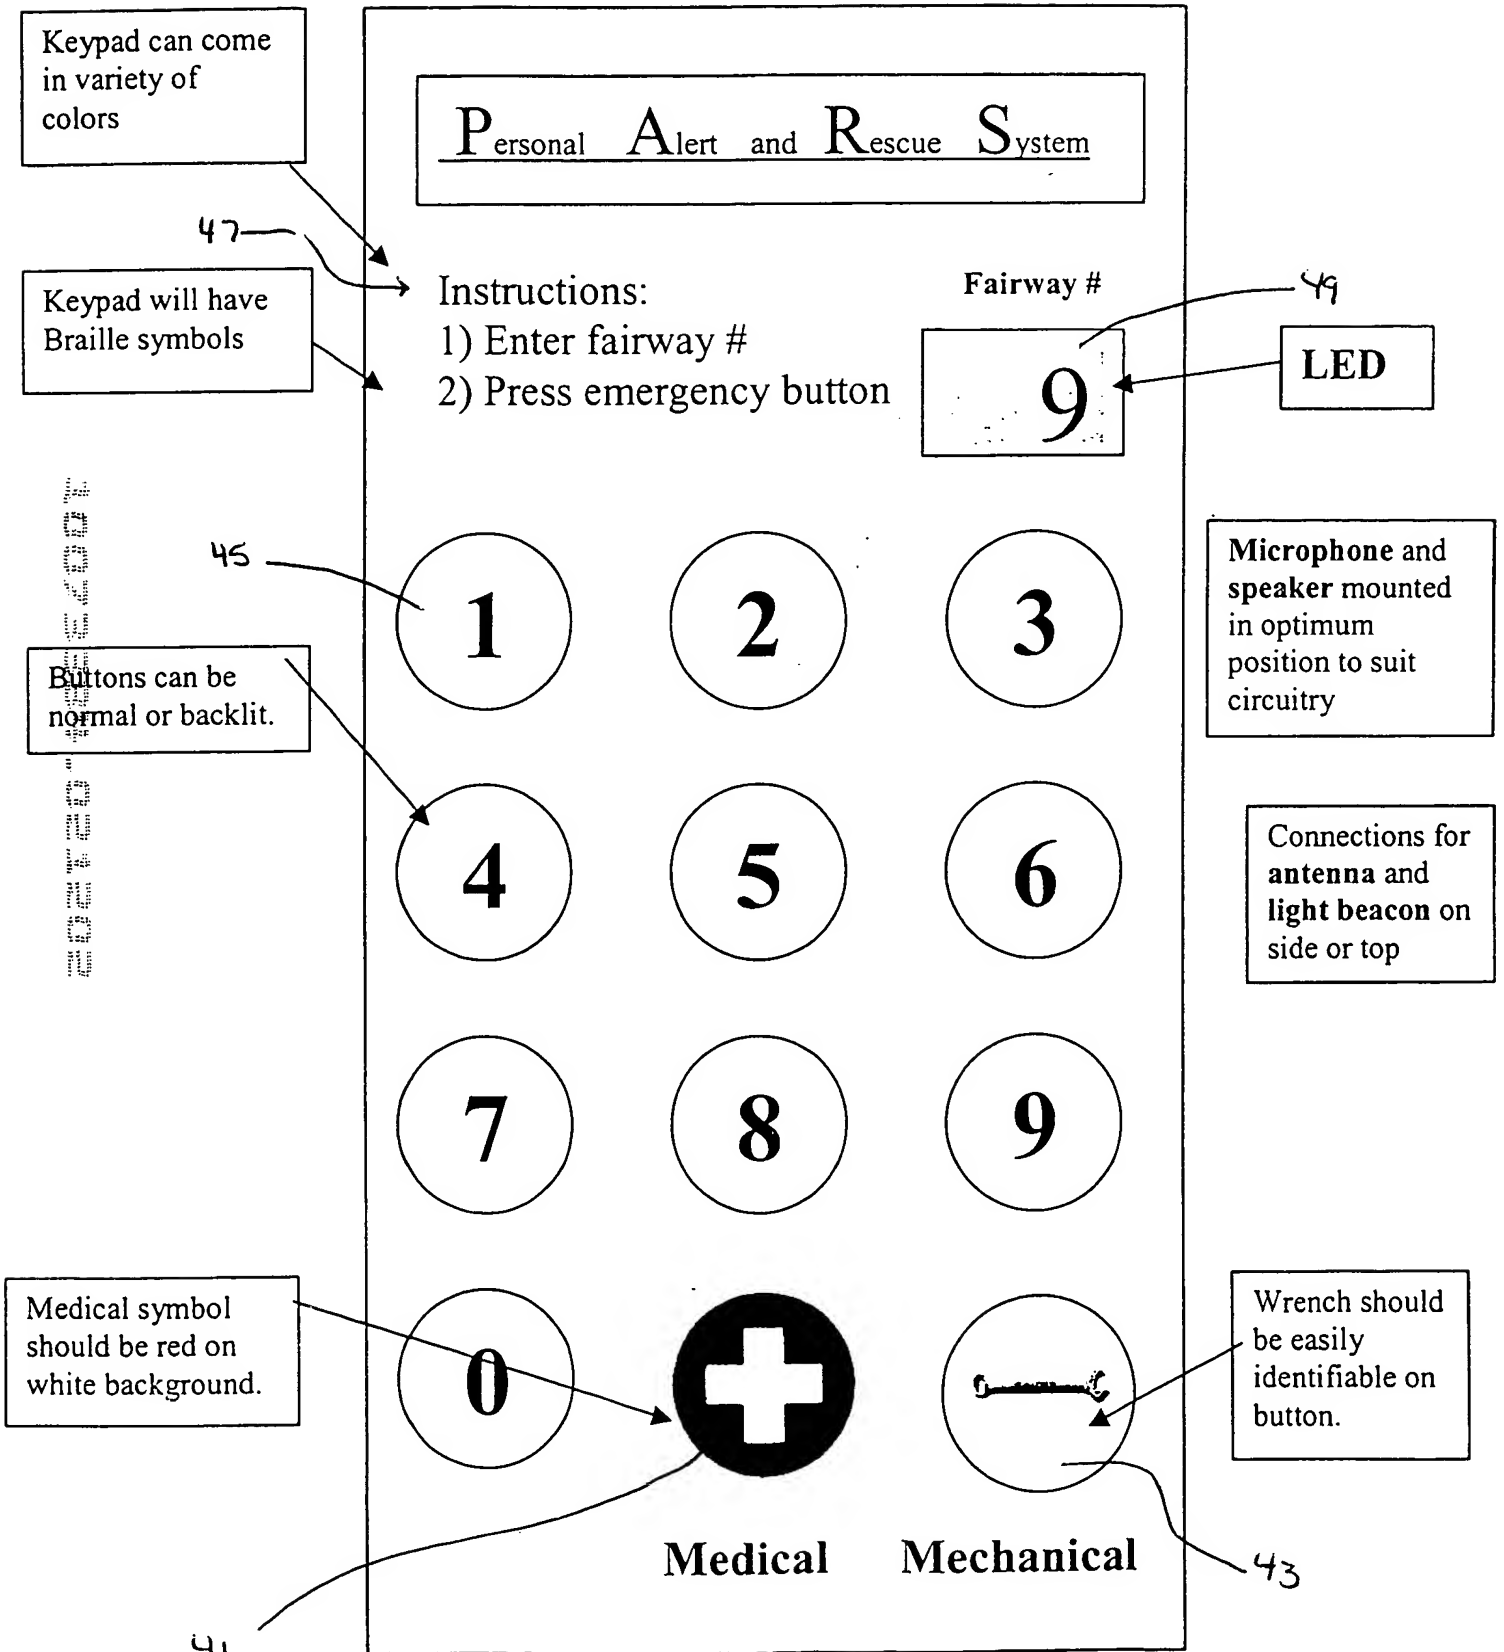 Keypad can come
in variety of
colors
Personal Alert and Rescue System
47
Keypad will have
Braille symbols
Instructions:
1) Enter fairway #
2) Press emergency button
Fairway #
49
9
LED
45
1
2
3
Microphone and
speaker mounted
in optimum
position to suit
circuitry
Buttons can be
normal or backlit.
4
5
6
Connections for
antenna and
light beacon on
side or top
7
8
9
Medical symbol
should be red on
white background.
0
Wrench should
be easily
identifiable on
button.
Medical
Mechanical
43
41